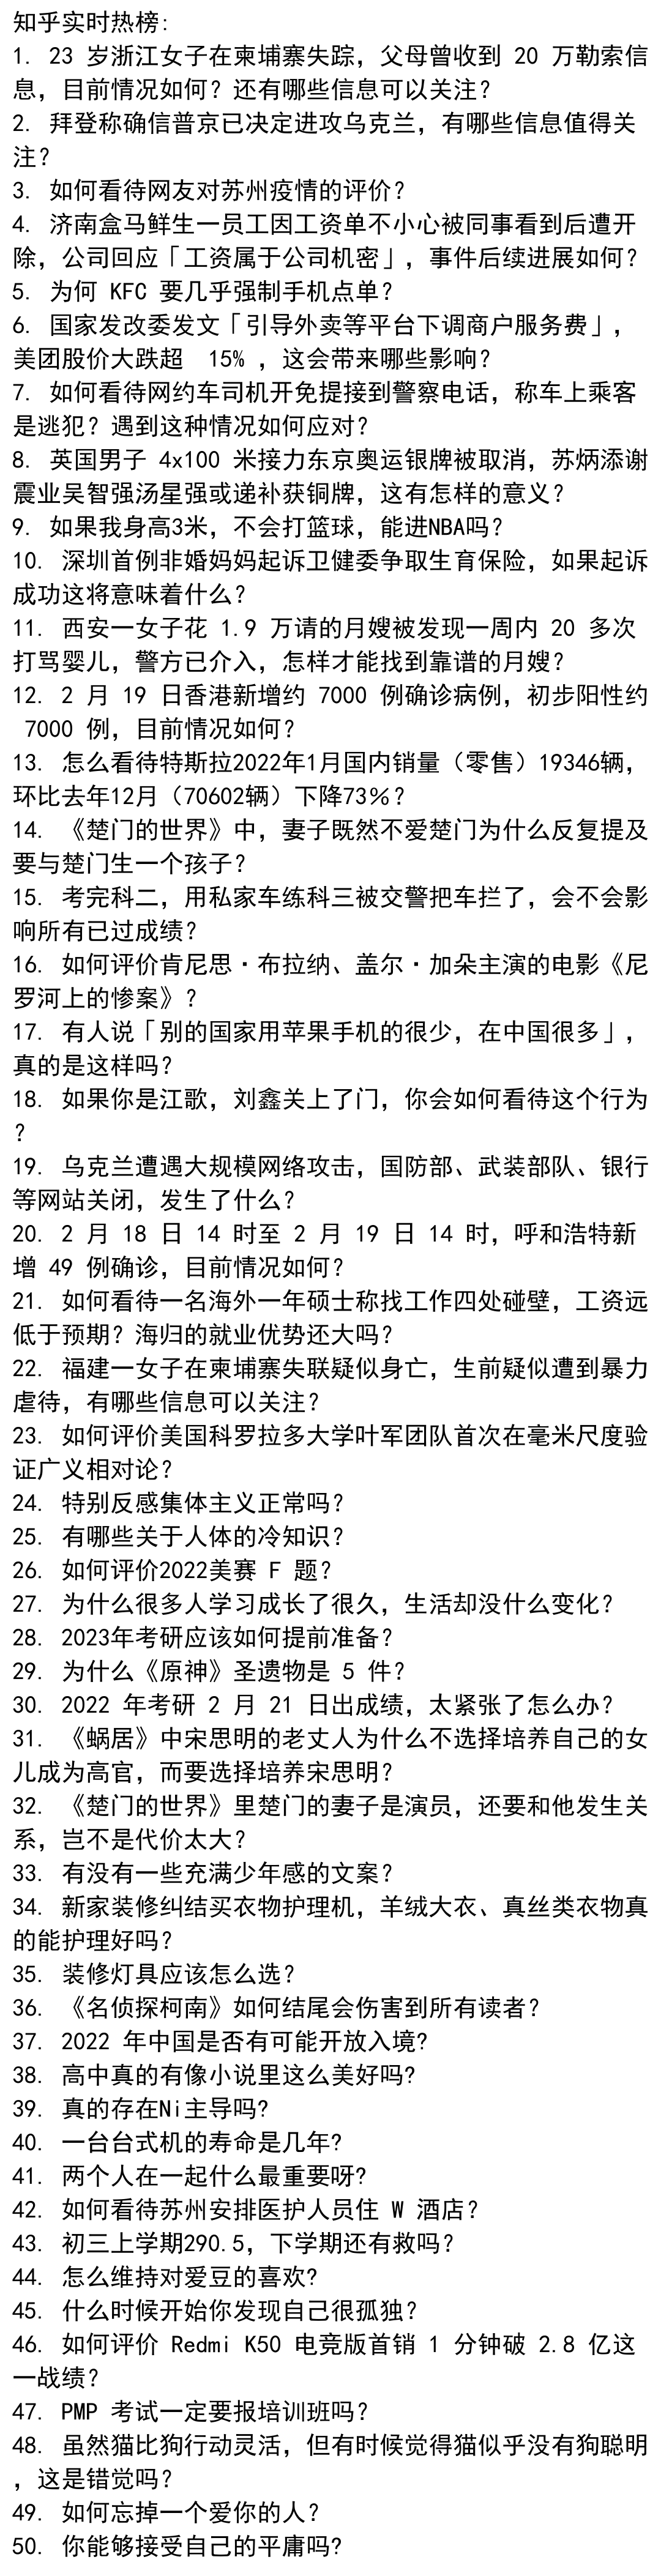 知乎实时热榜:
1. 23 岁浙江女子在柬埔寨失踪，父母曾收到 20 万勒索信
息，目前情况如何？还有哪些信息可以关注？
2. 拜登称确信普京已决定进攻乌克兰，有哪些信息值得关
注？
3. 如何看待网友对苏州疫情的评价？
4. 济南盒马鲜生一员工因工资单不小心被同事看到后遭开
除，公司回应「工资属于公司机密」，事件后续进展如何？
5. 为何 KFC 要几乎强制手机点单？
6. 国家发改委发文「引导外卖等平台下调商户服务费」，
美团股价大跌超  15% ，这会带来哪些影响？
7. 如何看待网约车司机开免提接到警察电话，称车上乘客
是逃犯？遇到这种情况如何应对？
8. 英国男子 4x100 米接力东京奥运银牌被取消，苏炳添谢
震业吴智强汤星强或递补获铜牌，这有怎样的意义？
9. 如果我身高3米，不会打篮球，能进NBA吗？
10. 深圳首例非婚妈妈起诉卫健委争取生育保险，如果起诉
成功这将意味着什么？
11. 西安一女子花 1.9 万请的月嫂被发现一周内 20 多次
打骂婴儿，警方已介入，怎样才能找到靠谱的月嫂？
12. 2 月 19 日香港新增约 7000 例确诊病例，初步阳性约
 7000 例，目前情况如何？
13. 怎么看待特斯拉2022年1月国内销量（零售）19346辆，
环比去年12月（70602辆）下降73%？
14. 《楚门的世界》中，妻子既然不爱楚门为什么反复提及
要与楚门生一个孩子？
15. 考完科二，用私家车练科三被交警把车拦了，会不会影
响所有已过成绩？
16. 如何评价肯尼思·布拉纳、盖尔·加朵主演的电影《尼
罗河上的惨案》？
17. 有人说「别的国家用苹果手机的很少，在中国很多」，
真的是这样吗？
18. 如果你是江歌，刘鑫关上了门，你会如何看待这个行为
？
19. 乌克兰遭遇大规模网络攻击，国防部、武装部队、银行
等网站关闭，发生了什么？
20. 2 月 18 日 14 时至 2 月 19 日 14 时，呼和浩特新
增 49 例确诊，目前情况如何？
21. 如何看待一名海外一年硕士称找工作四处碰壁，工资远
低于预期？海归的就业优势还大吗？
22. 福建一女子在柬埔寨失联疑似身亡，生前疑似遭到暴力
虐待，有哪些信息可以关注？
23. 如何评价美国科罗拉多大学叶军团队首次在毫米尺度验
证广义相对论？
24. 特别反感集体主义正常吗？
25. 有哪些关于人体的冷知识？
26. 如何评价2022美赛 F 题？
27. 为什么很多人学习成长了很久，生活却没什么变化？
28. 2023年考研应该如何提前准备？
29. 为什么《原神》圣遗物是 5 件？
30. 2022 年考研 2 月 21 日出成绩，太紧张了怎么办？
31. 《蜗居》中宋思明的老丈人为什么不选择培养自己的女
儿成为高官，而要选择培养宋思明？
32. 《楚门的世界》里楚门的妻子是演员，还要和他发生关
系，岂不是代价太大？
33. 有没有一些充满少年感的文案？
34. 新家装修纠结买衣物护理机，羊绒大衣、真丝类衣物真
的能护理好吗？
35. 装修灯具应该怎么选？
36. 《名侦探柯南》如何结尾会伤害到所有读者？
37. 2022 年中国是否有可能开放入境?
38. 高中真的有像小说里这么美好吗?
39. 真的存在Ni主导吗?
40. 一台台式机的寿命是几年?
41. 两个人在一起什么最重要呀?
42. 如何看待苏州安排医护人员住 W 酒店？
43. 初三上学期290.5，下学期还有救吗？
44. 怎么维持对爱豆的喜欢?
45. 什么时候开始你发现自己很孤独？
46. 如何评价 Redmi K50 电竞版首销 1 分钟破 2.8 亿这
一战绩？
47. PMP 考试一定要报培训班吗？
48. 虽然猫比狗行动灵活，但有时候觉得猫似乎没有狗聪明
，这是错觉吗？
49. 如何忘掉一个爱你的人？
50. 你能够接受自己的平庸吗?